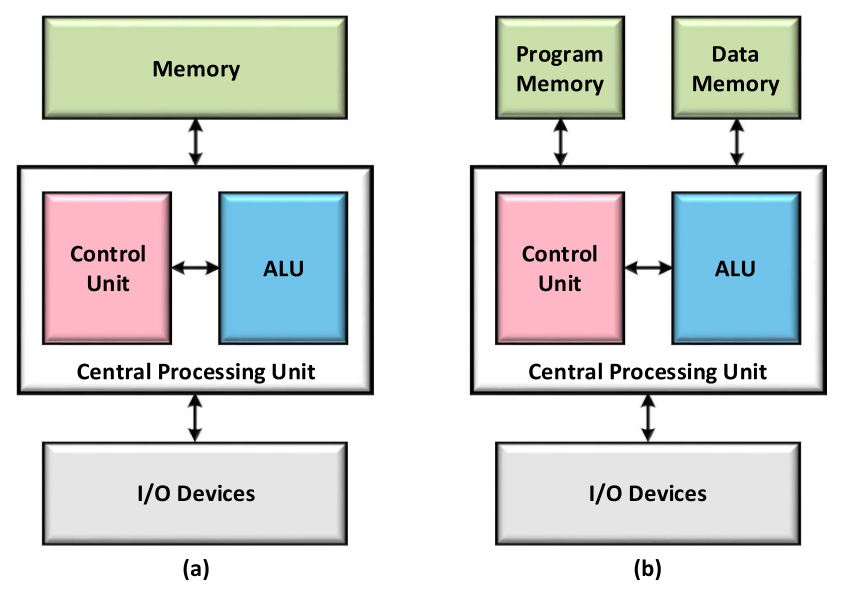 Memory
Control
Unit
ALU
Central Processing Unit
I/O Devices
(a)
Program
Memory
Data
Memory
Control
Unit
ALU
Central Processing Unit
I/O Devices
(b)